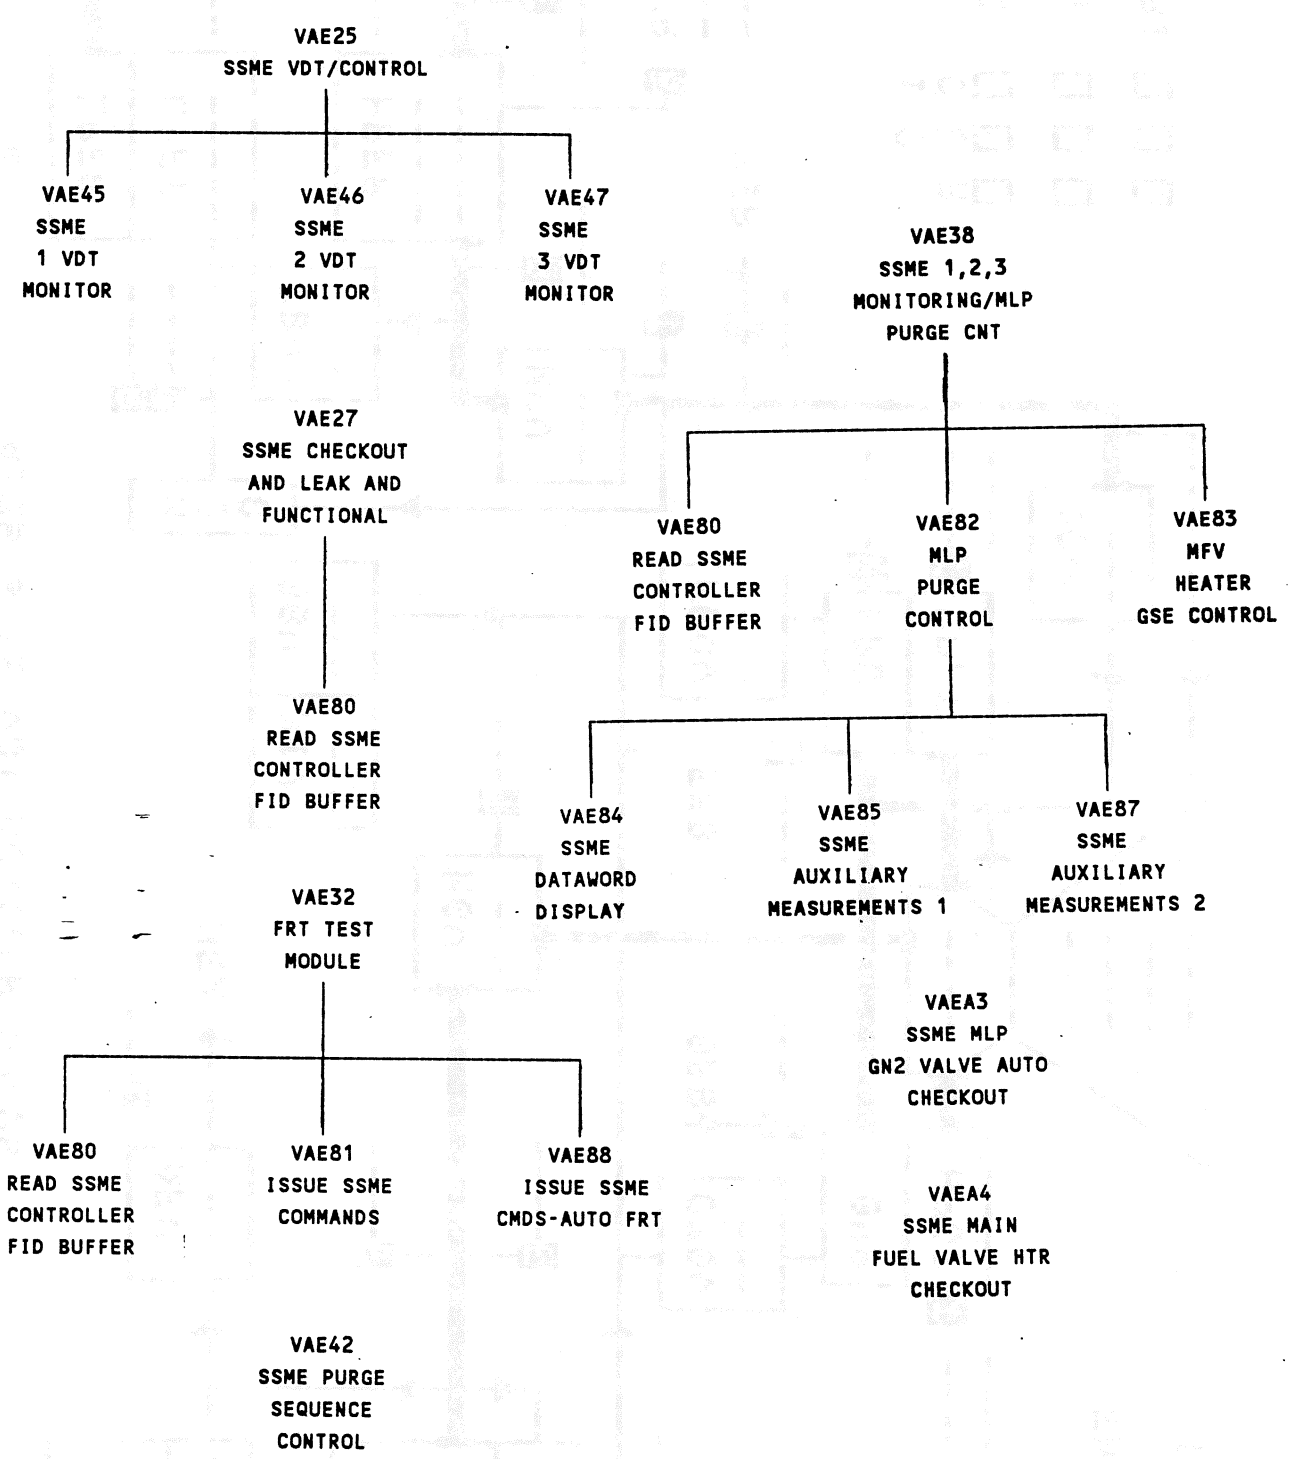 VAE25
SSME VDT/CONTROL
VAE45
SSME
1 VDT
MONITOR
VAE46
SSME
2 VDT
MONITOR
VAE47
SSME
3 VDT
MONITOR
VAE38
SSME 1,2,3
MONITORING/MLP
PURGE CNT
VAE27
SSME CHECKOUT
AND LEAK AND
FUNCTIONAL
VAE80
READ SSME
CONTROLLER
FID BUFFER
VAE80
READ SSME
CONTROLLER
FID BUFFER
VAE82
MLP
PURGE
CONTROL
VAE83
MFV
HEATER
GSE CONTROL
VAE84
SSME
DATAWORD
DISPLAY
VAE85
SSME
AUXILIARY
MEASUREMENTS 1
VAE87
SSME
AUXILIARY
MEASUREMENTS 2
VAE32
FRT TEST
MODULE
VAE80
READ SSME
CONTROLLER
FID BUFFER
VAE81
ISSUE SSME
COMMANDS
VAE88
ISSUE SSME
CMDS-AUTO FRT
VAEA3
SSME MLP
GN2 VALVE AUTO
CHECKOUT
VAEA4
SSME MAIN
FUEL VALVE HTR
CHECKOUT
VAE42
SSME PURGE
SEQUENCE
CONTROL